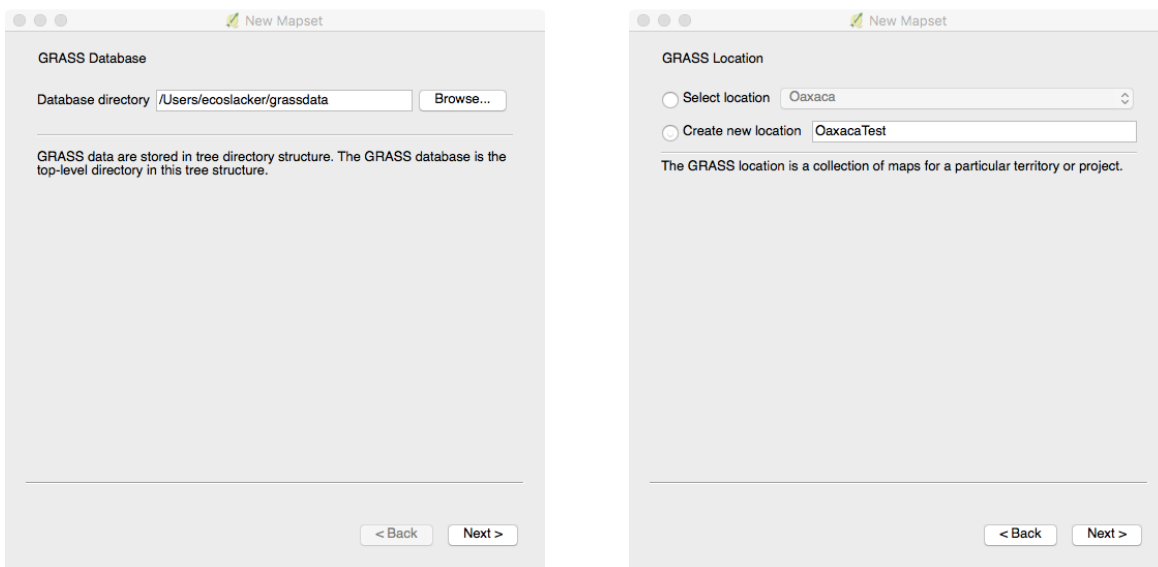 New Mapset
GRASS Database
Database directory /Users/ecoslacker/grassdata Browse...
GRASS data are stored in tree directory structure. The GRASS database is the
top-level directory in this tree structure.
< Back Next >
New Mapset
GRASS Location
Select location Oaxaca
Create new location OaxacaTest
The GRASS location is a collection of maps for a particular territory or project.
< Back Next >